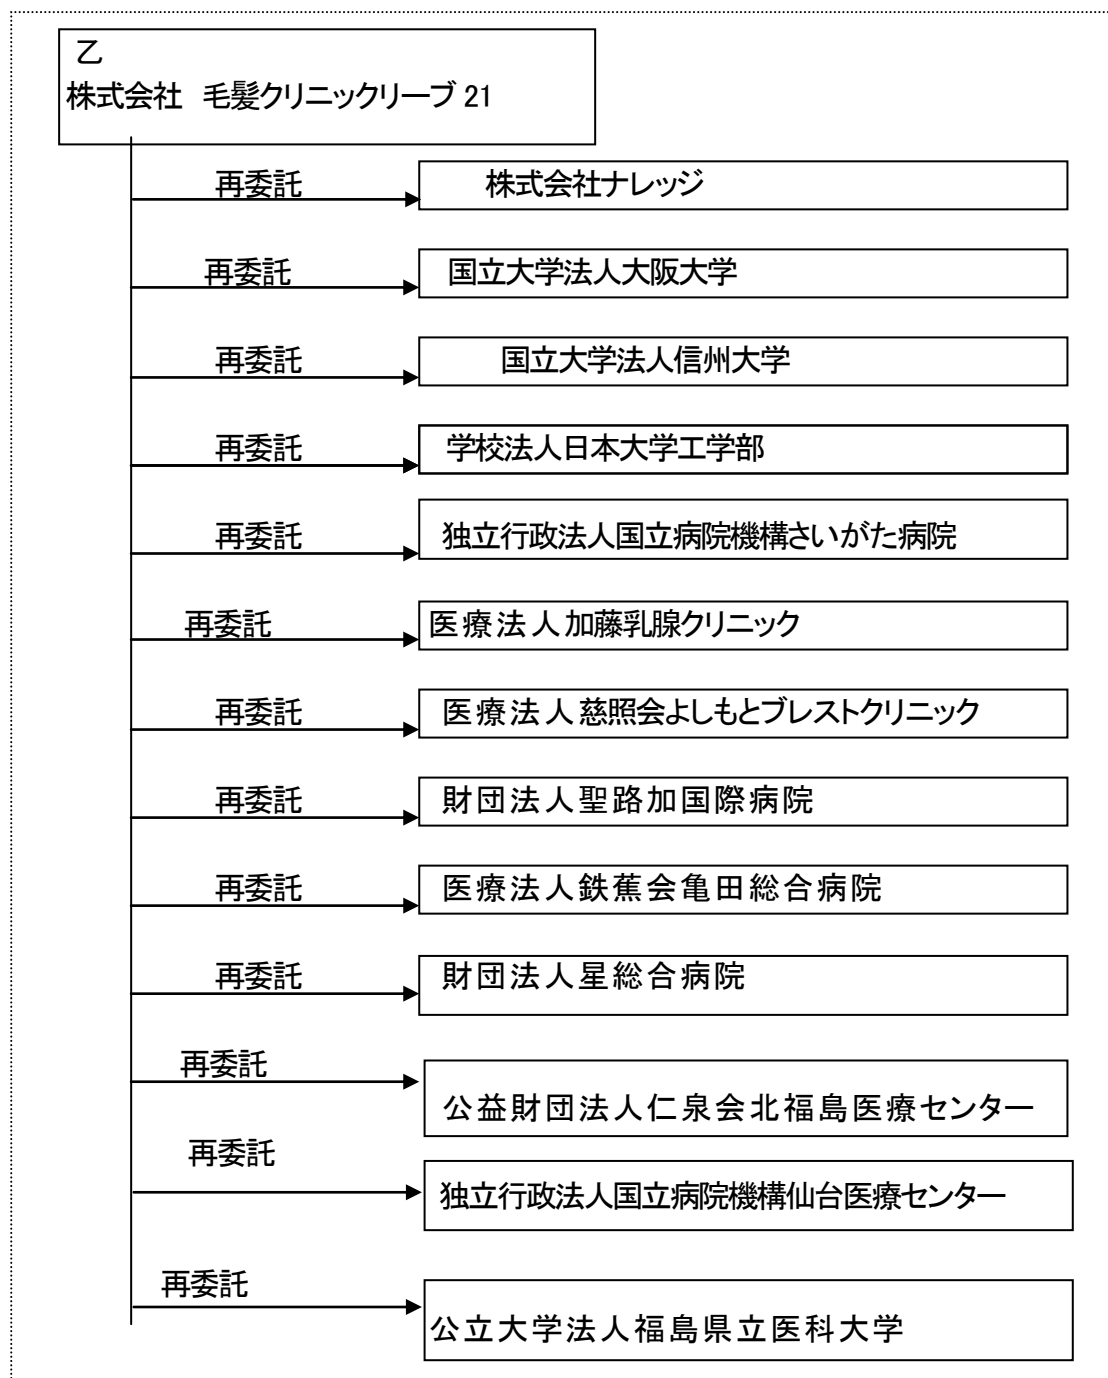 乙
株式会社 毛髪クリニックリーブ 21
再委託
株式会社ナレッジ
再委託
国立大学法人大阪大学
再委託
国立大学法人信州大学
再委託
学校法人日本大学工学部
再委託
独立行政法人国立病院機構さいがた病院
再委託
医療法人加藤乳腺クリニック
再委託
医療法人慈照会よしもとブレストクリニック
再委託
財団法人聖路加国際病院
再委託
医療法人鉄蕉会亀田総合病院
再委託
財団法人星総合病院
再委託
公益財団法人仁泉会北福島医療センター
再委託
独立行政法人国立病院機構仙台医療センター
再委託
公立大学法人福島県立医科大学